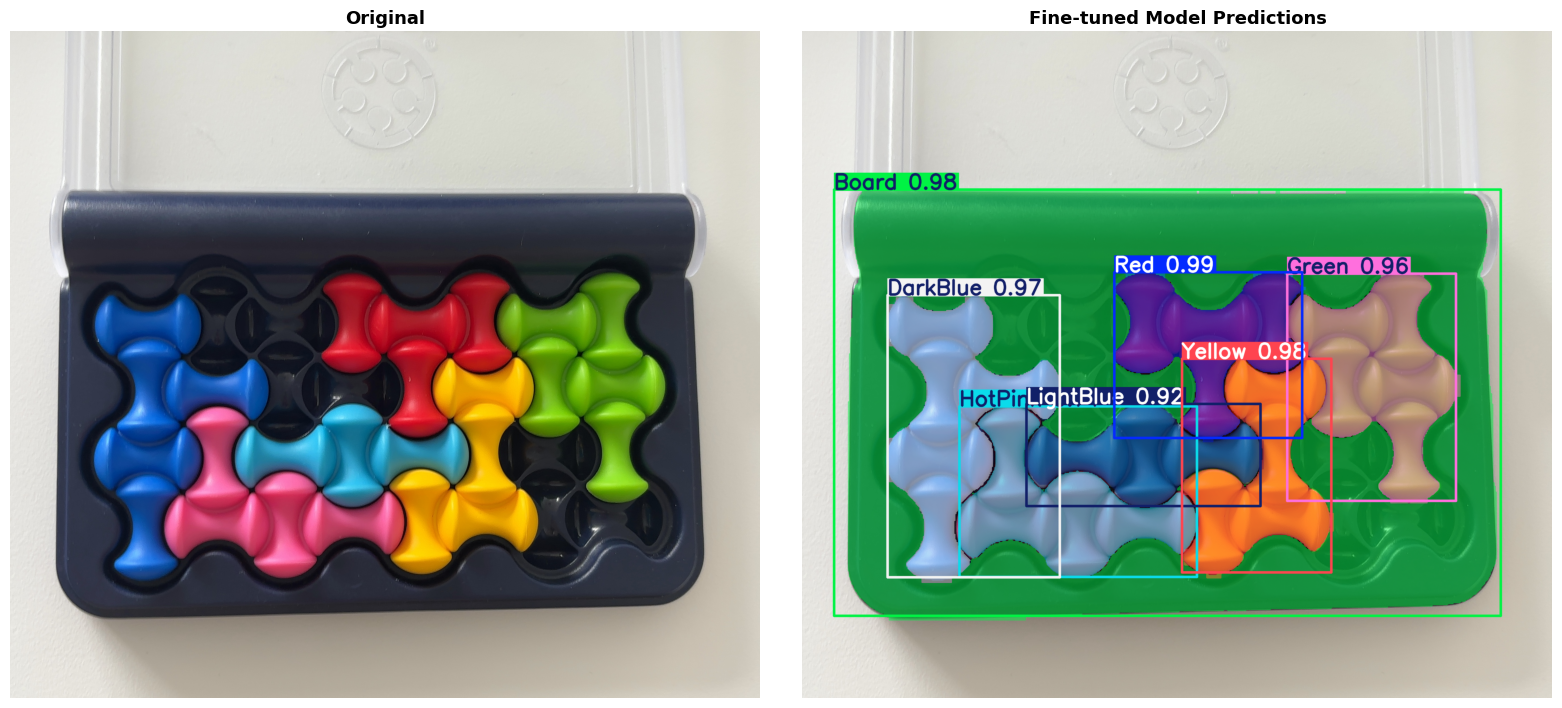 Original
Fine-tuned Model Predictions
Board 0.98
Red 0.99
Green 0.96
DarkBlue 0.97
Yellow 0.98
LightBlue 0.92